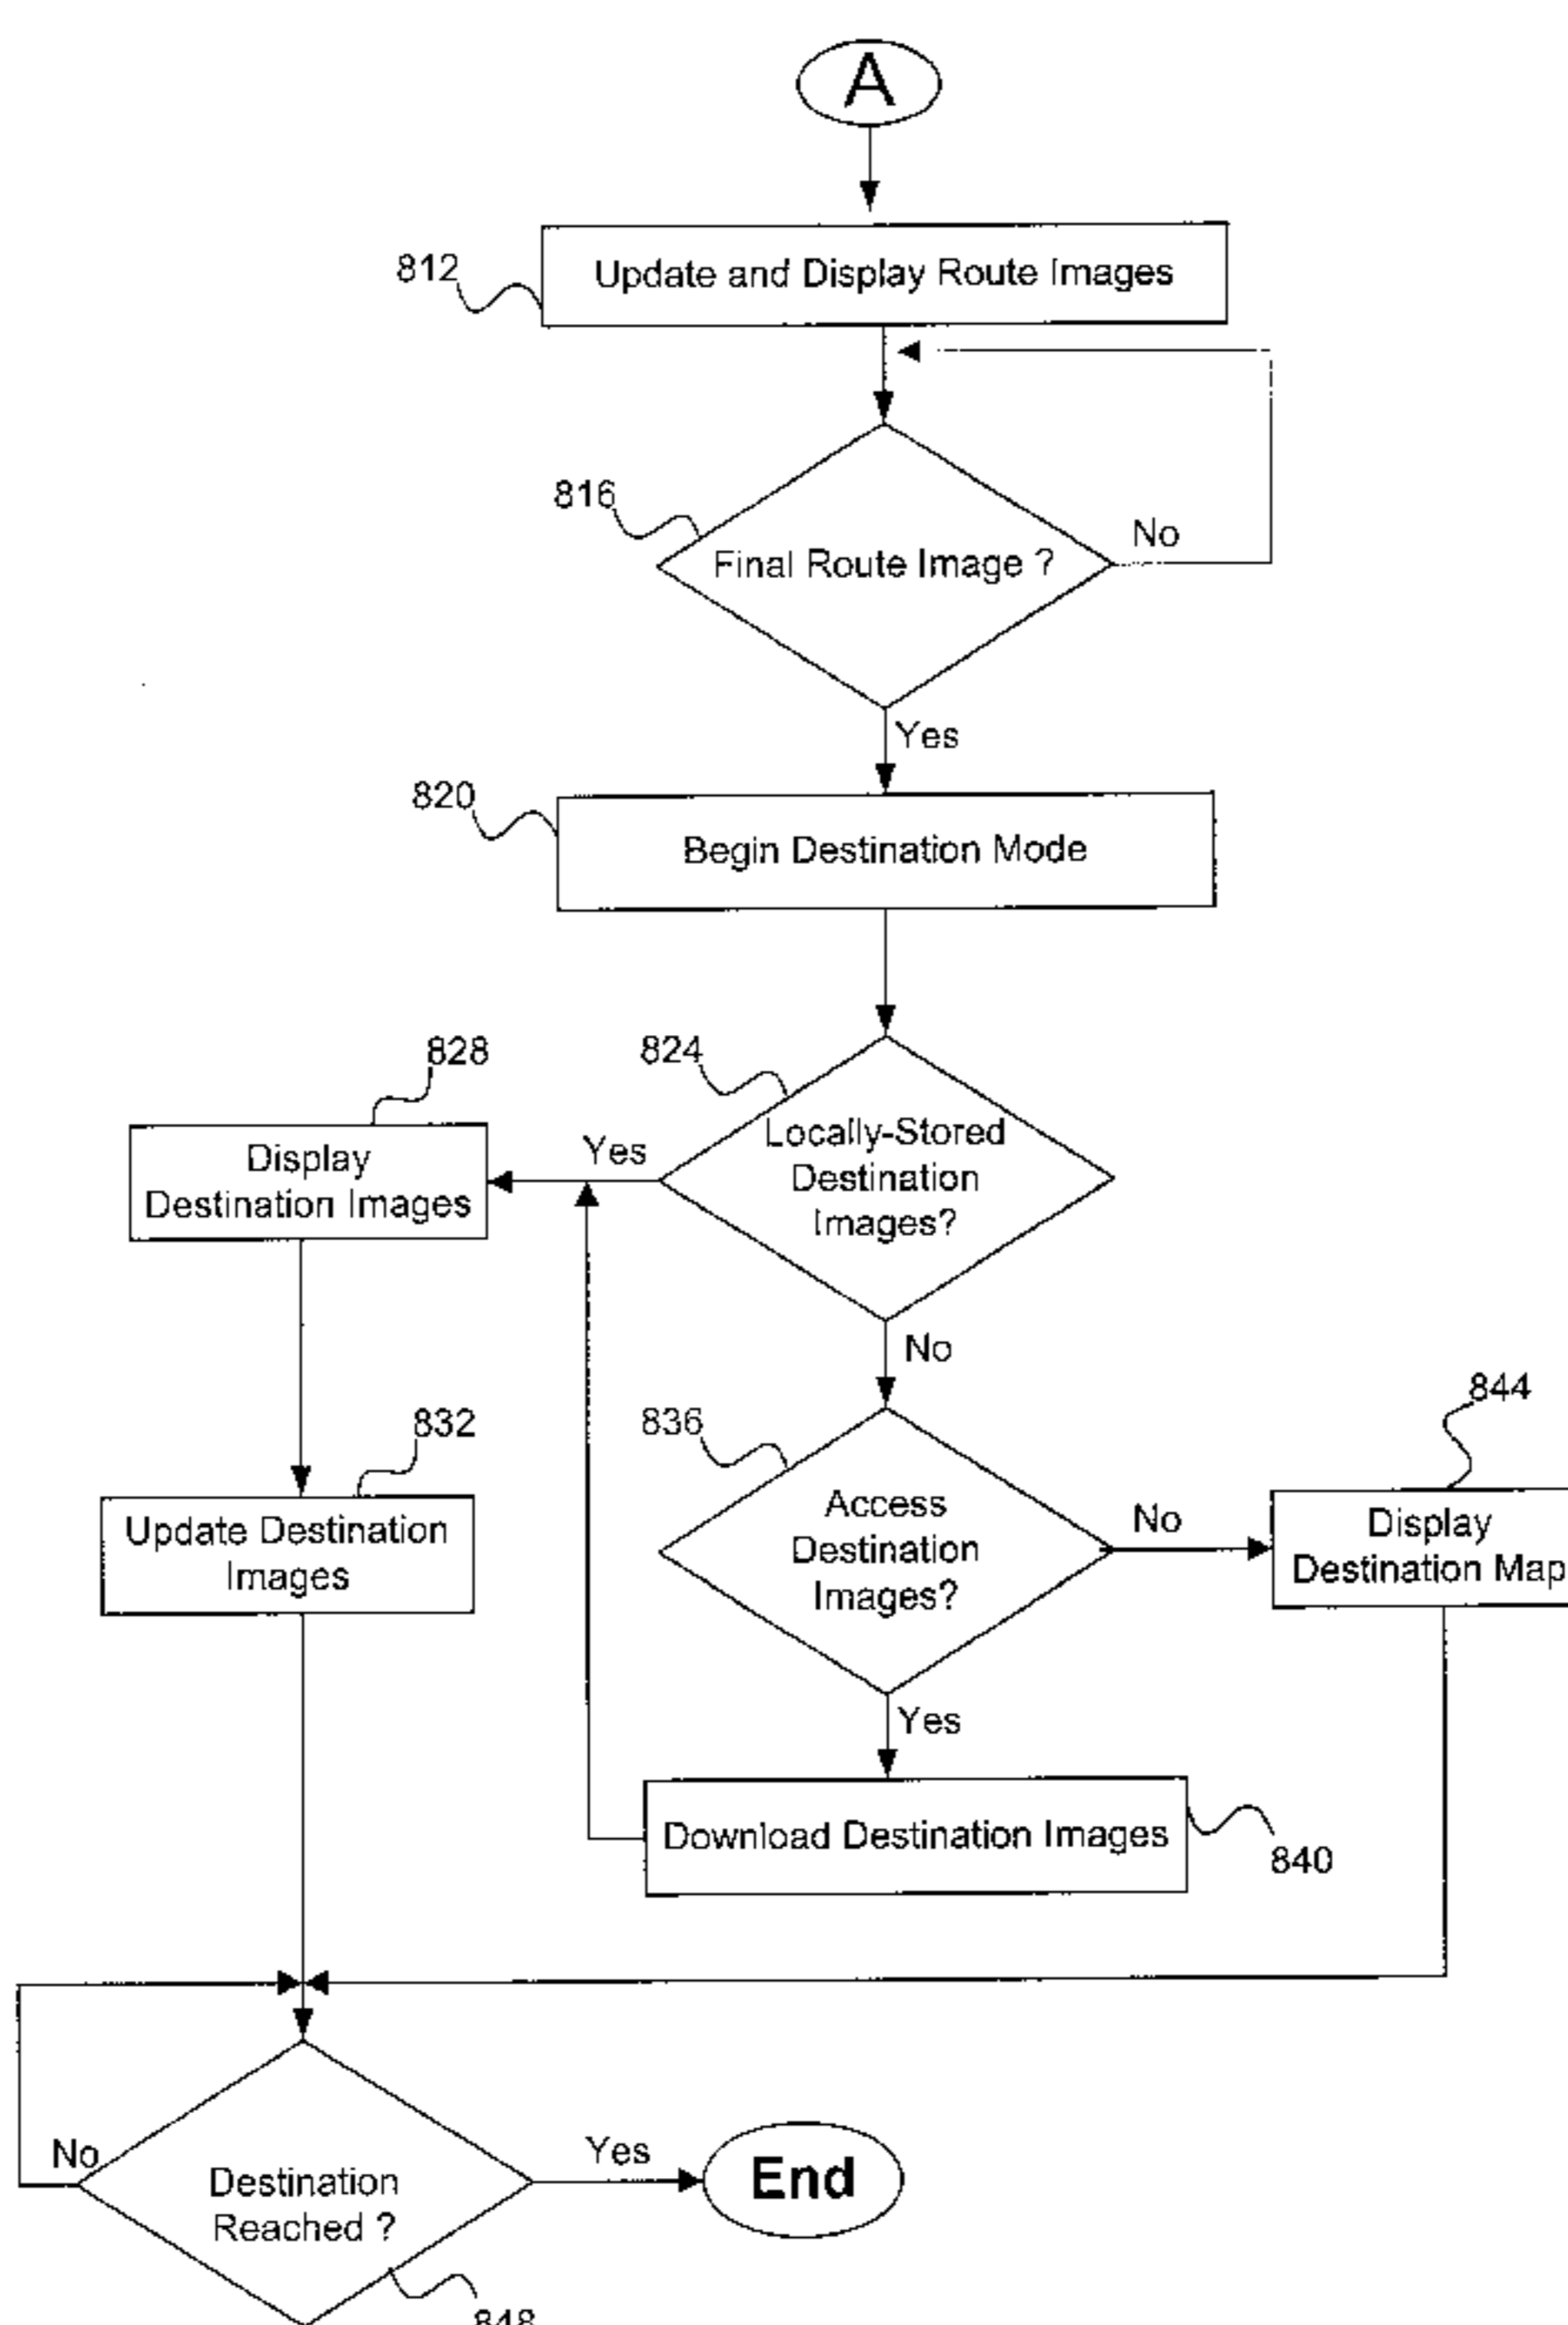 A
812
Update and Display Route Images
816
Final Route Image ?
No
Yes
820
Begin Destination Mode
828
824
Display
Destination Images
Yes
Locally-Stored
Destination
Images?
No
844
832
836
Update Destination
Images
Access
Destination
Images?
No
Display
Destination Map
Yes
Download Destination Images
840
No
Destination
Reached ?
Yes
End
848